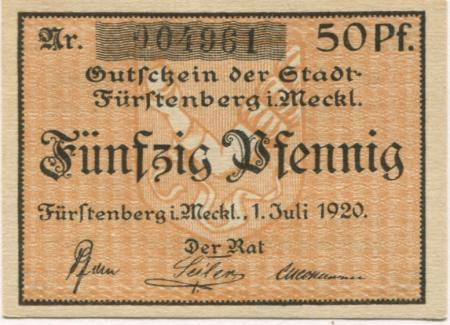 Nr. 004961 50 Pf.
Gutschein der Stadt
Fürstenberg i. Meckl.
Fünfzig Pfennig
Fürstenberg i. Meckl., 1. Juli 1920.
Der Rat